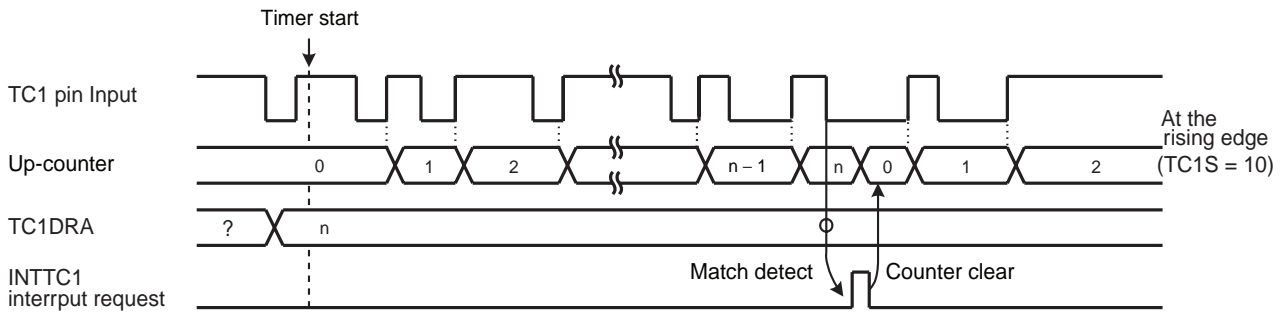 Timer start
TC1 pin Input
At the
rising edge
(TC1S = 10)
Up-counter
0 1 2 n − 1 n 0 1 2
TC1DRA
? n
Match detect Counter clear
INTTC1
interrput request